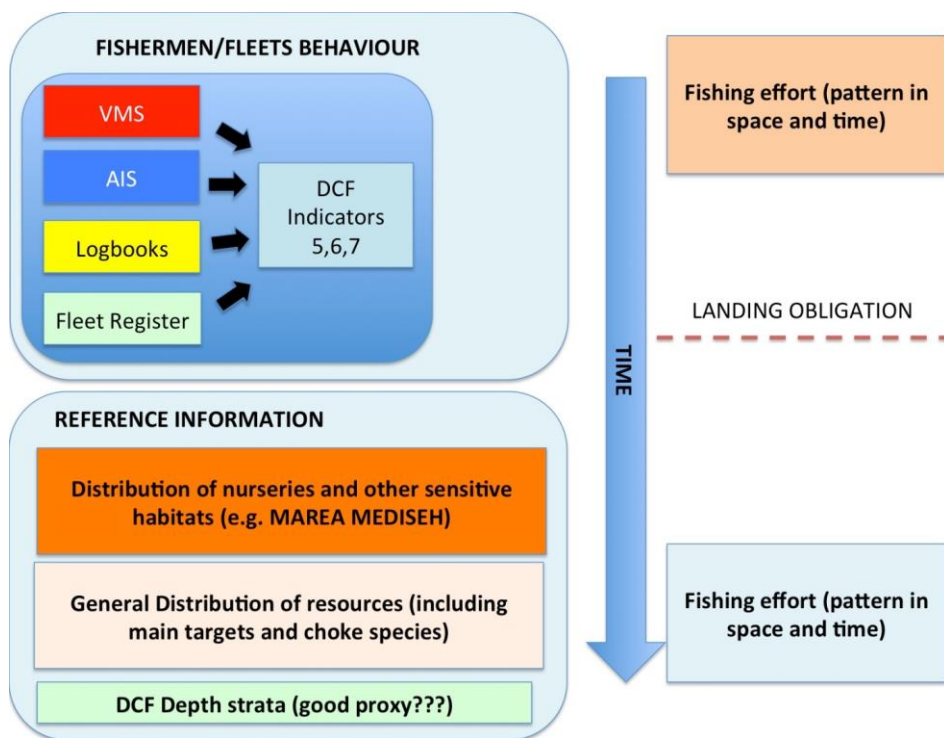 FISHERMEN/FLEETS BEHAVIOUR
VMS
AIS
Logbooks
Fleet Register
DCF
Indicators
5,6,7
REFERENCE INFORMATION
Distribution of nurseries and other sensitive
habitats (e.g. MAREA MEDISEH)
General Distribution of resources (including
main targets and choke species)
DCF Depth strata (good proxy???)
TIME
Fishing effort (pattern in
space and time)
LANDING OBLIGATION
Fishing effort (pattern in
space and time)